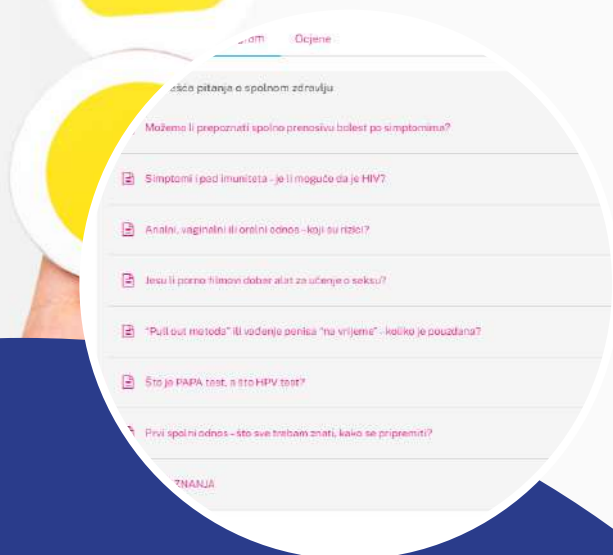 Ocjene
pitanja o spolnom zdravlju
Možemo li prepoznati spolno prenosivu bolest po simptomima?
Simptomi i pad imuniteta - je li moguće da je HIV?
Analni, vaginalni ili oralni odnos - koji su rizici?
Jesu li porno filmovi dobar alat za učenje o seksu?
"Pull out metoda" ili vađenje penisa "na vrijeme" - koliko je pouzdana?
Što je PAPA test, a što HPV test?
Prvi spolni odnos - što sve trebam znati, kako se pripremiti?
ZNANJA